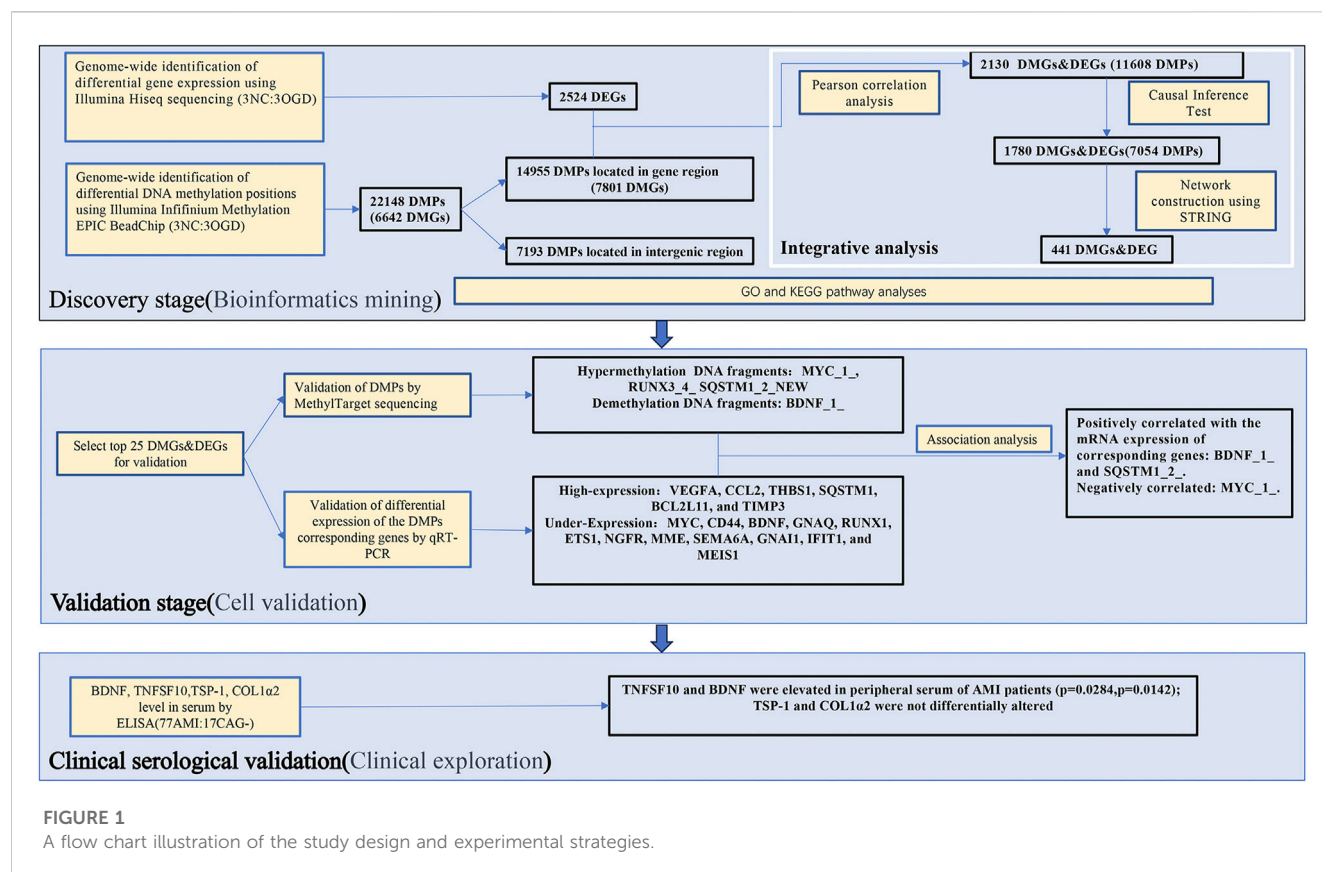 Genome-wide identification of
differential gene expression using
Illumina Hiseq sequencing (3NC:3OGD)
2524 DEGs
Genome-wide identification of
differential DNA methylation positions
using Illumina Infifinium Methylation
EPIC BeadChip (3NC:3OGD)
22148 DMPs
(6642 DMGs)
14955 DMPs located in gene region
(7801 DMGs)
7193 DMPs located in intergenic region
Pearson correlation
analysis
2130 DMGs&DEGs (11608 DMPs)
Causal Inference
Test
1780 DMGs&DEGs(7054 DMPs)
Network
construction using
STRING
441 DMGs&DEG
Integrative analysis
GO and KEGG pathway analyses
Discovery stage(Bioinformatics mining)
Select top 25 DMGs&DEGs
for validation
Validation of DMPs by
MethylTarget sequencing
Hypermethylation DNA fragments: MYC_1_,
RUNX3_4_ SQSTM1_2_NEW
Demethylation DNA fragments: BDNF_1_
Validation of differential
expression of the DMPs
corresponding genes by qRT-
PCR
High-expression: VEGFA, CCL2, THBS1, SQSTM1,
BCL2L11, and TIMP3
Under-Expression: MYC, CD44, BDNF, GNAQ, RUNX1,
ETS1, NGFR, MME, SEMA6A, GNAI1, IFIT1, and
MEIS1
Association analysis
Positively correlated with the
mRNA expression of
corresponding genes: BDNF_1_
and SQSTM1_2_.
Negatively correlated: MYC_1_.
Validation stage(Cell validation)
BDNF, TNFSF10,TSP-1, COL1α2
level in serum by
ELISA(77AMI:17CAG-)
TNFSF10 and BDNF were elevated in peripheral serum of AMI patients (p=0.0284,p=0.0142);
TSP-1 and COL1α2 were not differentially altered
Clinical serological validation(Clinical exploration)
FIGURE 1
A flow chart illustration of the study design and experimental strategies.